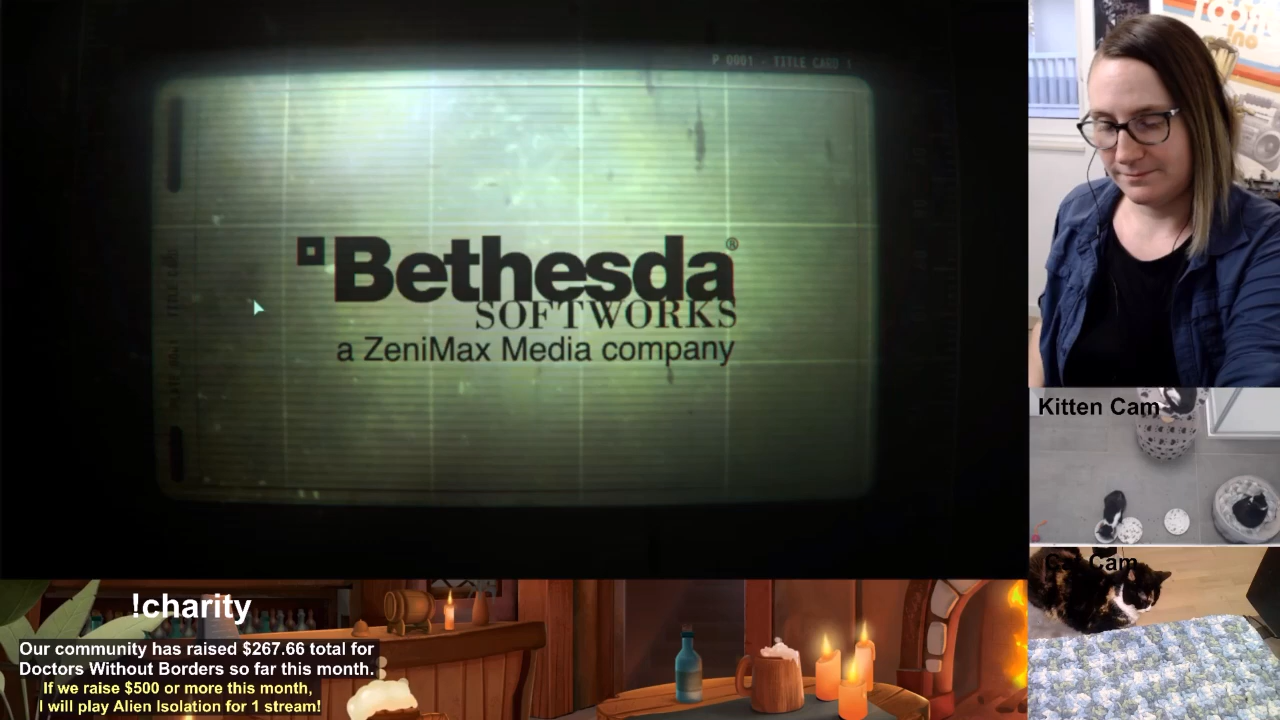 P 0001 - TITLE CARD 1
Bethesda®
SOFTWORKS
a ZeniMax Media company
Kitten Cam
Cat Cam
!charity
Our community has raised $267.66 total for
Doctors Without Borders so far this month.
If we raise $500 or more this month,
I will play Alien Isolation for 1 stream!